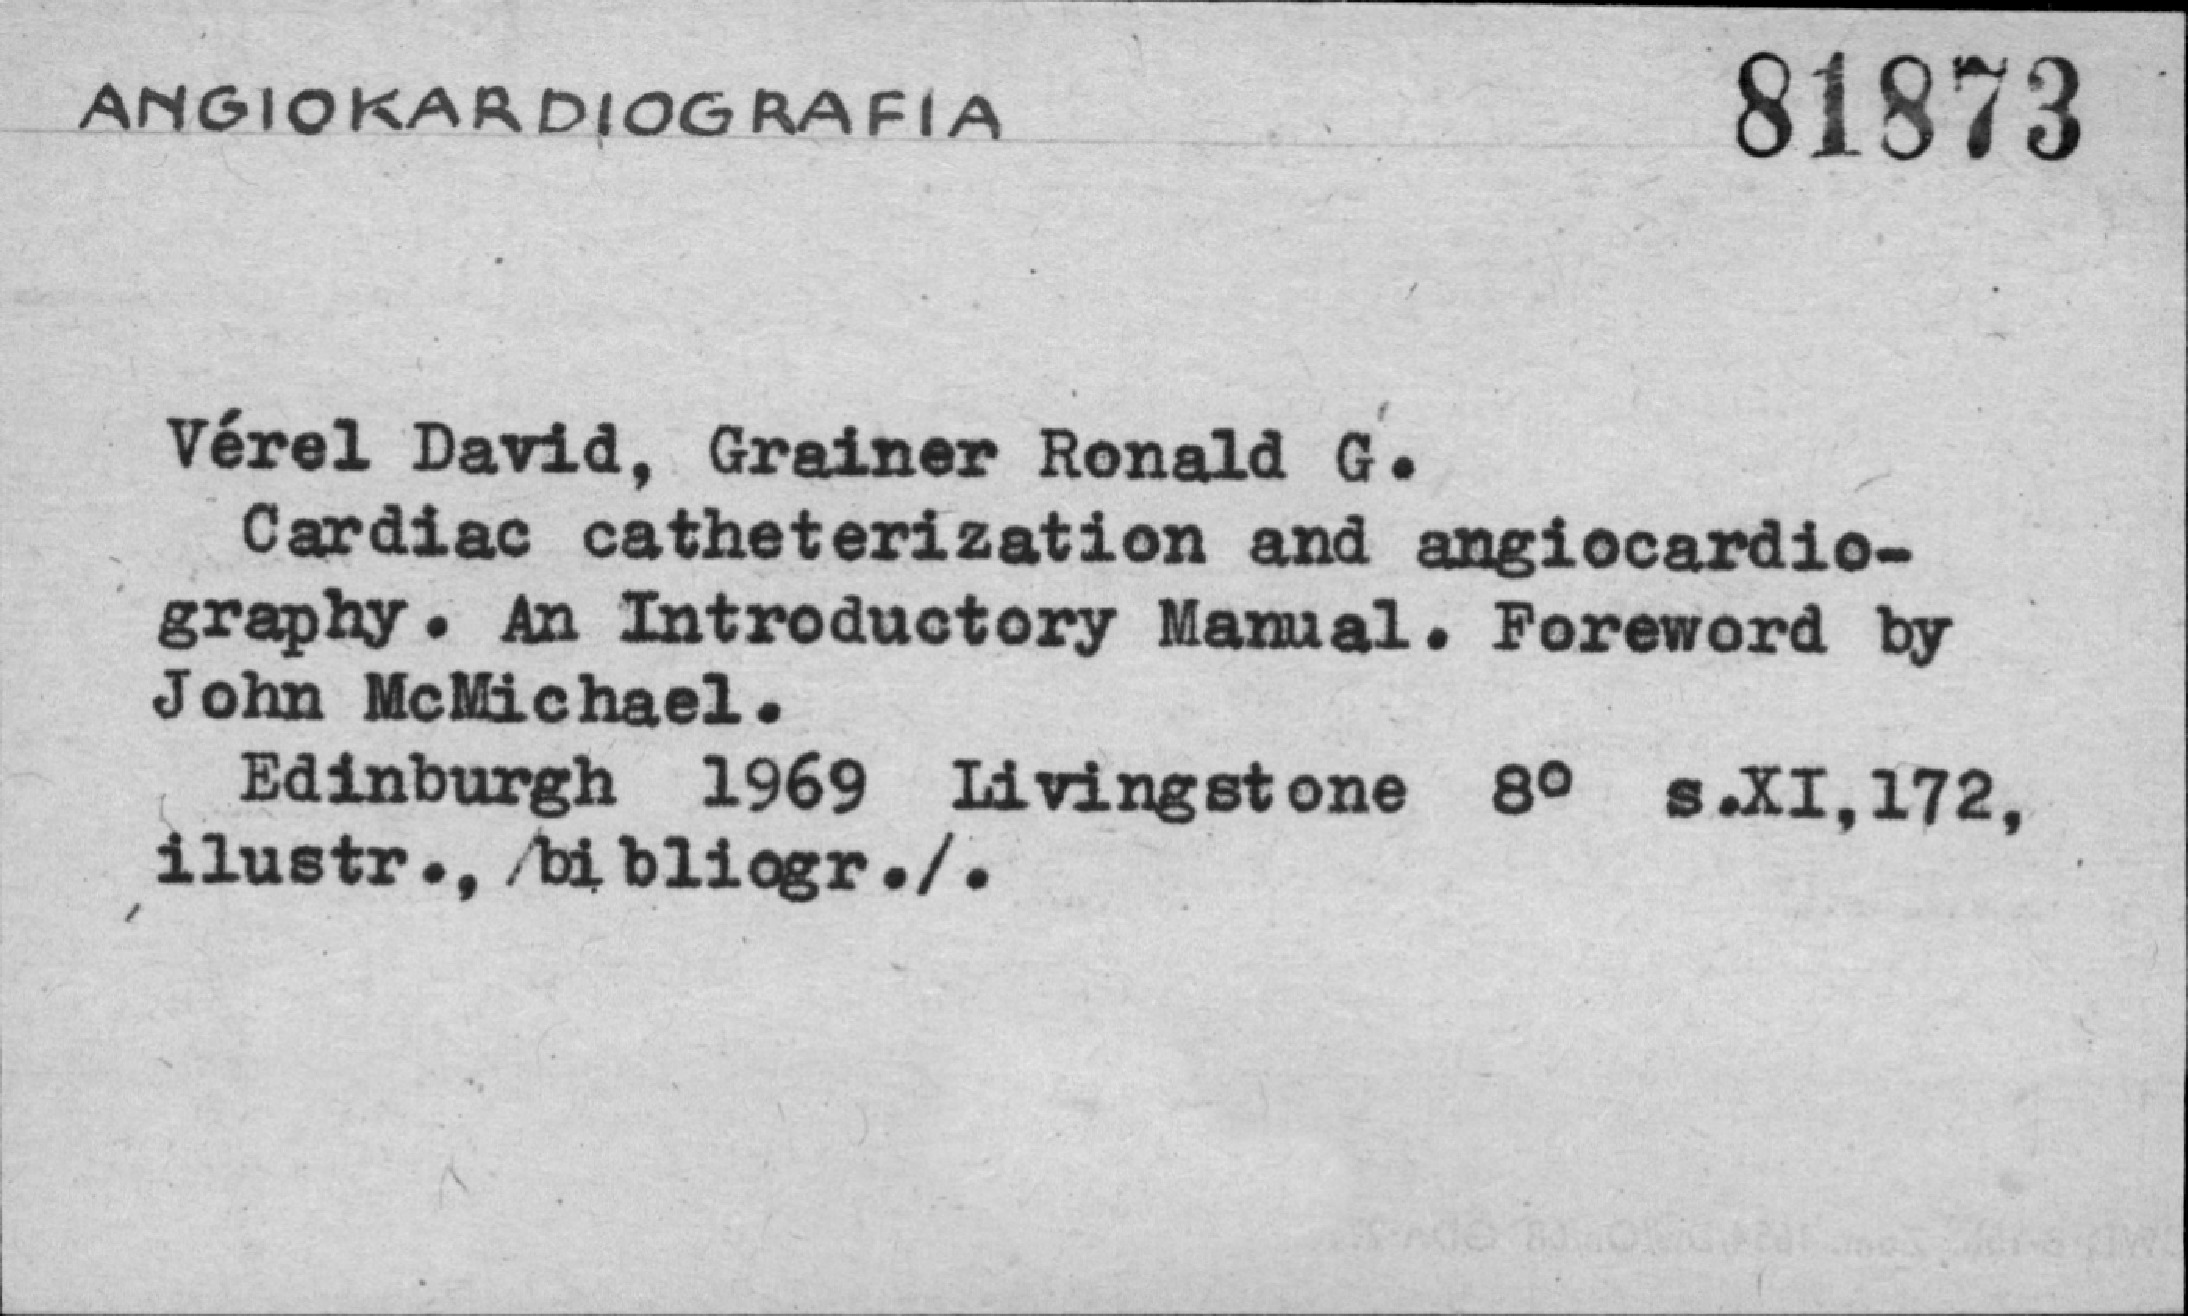 ANGIOKARDIOGRAFIA 81873
Vérel David, Grainer Ronald G.
Cardiac catheterization and angiocardio-
graphy. An Introductory Manual. Foreword by
John McMichael.
Edinburgh 1969 Livingstone 8° s.XI,172,
ilustr., /bibliogr./.